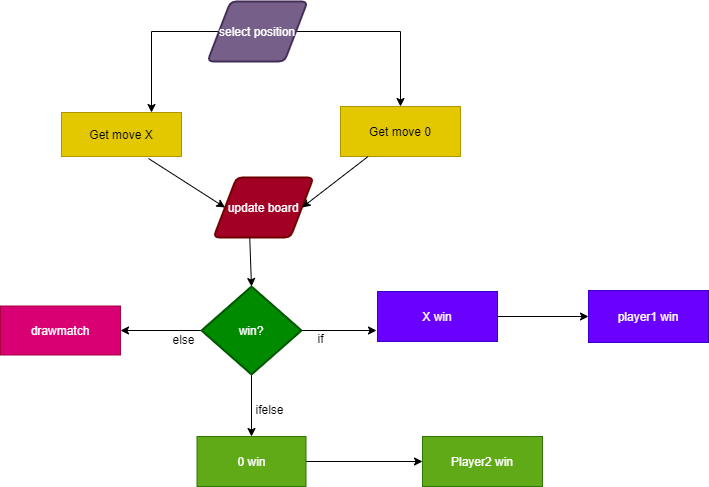 select position
Get move X
Get move 0
update board
drawmatch
else
win?
if
X win
player1 win
ifelse
0 win
Player2 win